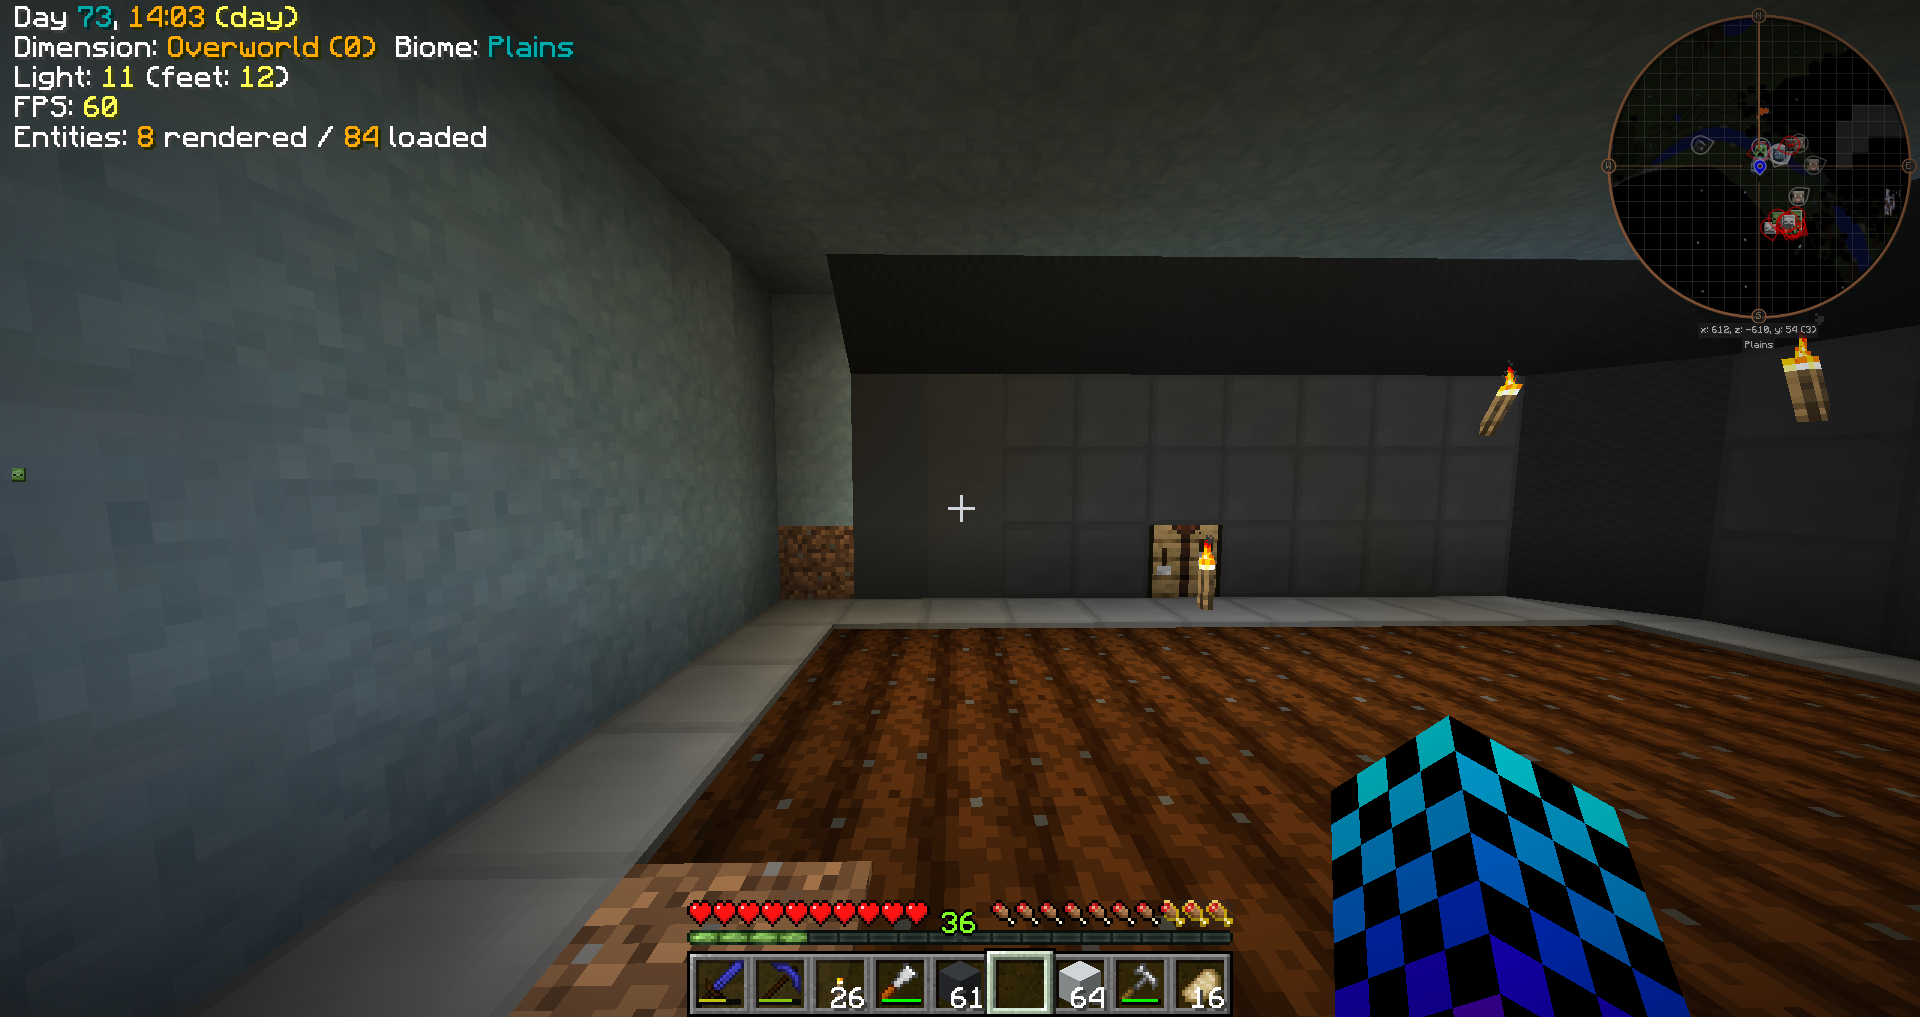 Day 73, 14:03 (day)
Dimension: Overworld (0) Biome: Plains
Light: 11 (feet: 12)
FPS: 60
Entities: 8 rendered / 84 loaded
N
W
E
S
x: 612, z: -610, y: 54 (3)
Plains
36
26
61
64
16